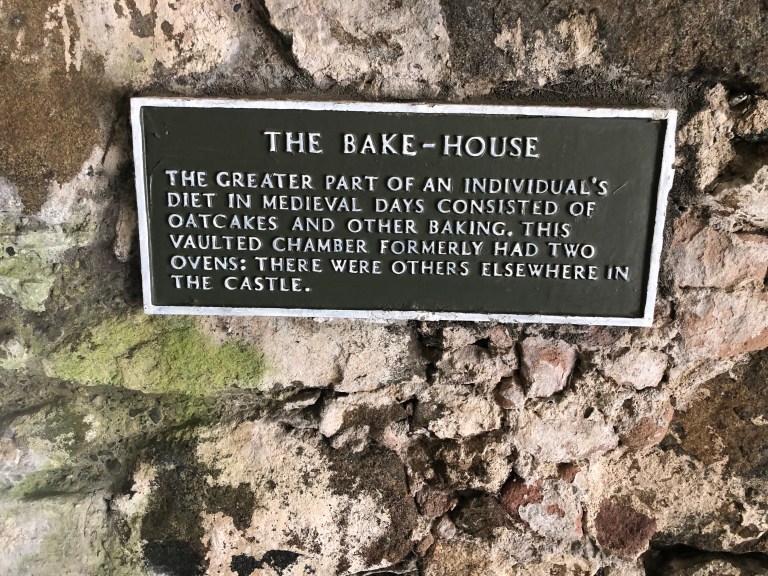 THE BAKE-HOUSE
THE GREATER PART OF AN INDIVIDUAL'S
DIET IN MEDIEVAL DAYS CONSISTED OF
OATCAKES AND OTHER BAKING. THIS
VAULTED CHAMBER FORMERLY HAD TWO
OVENS: THERE WERE OTHERS ELSEWHERE IN
THE CASTLE.